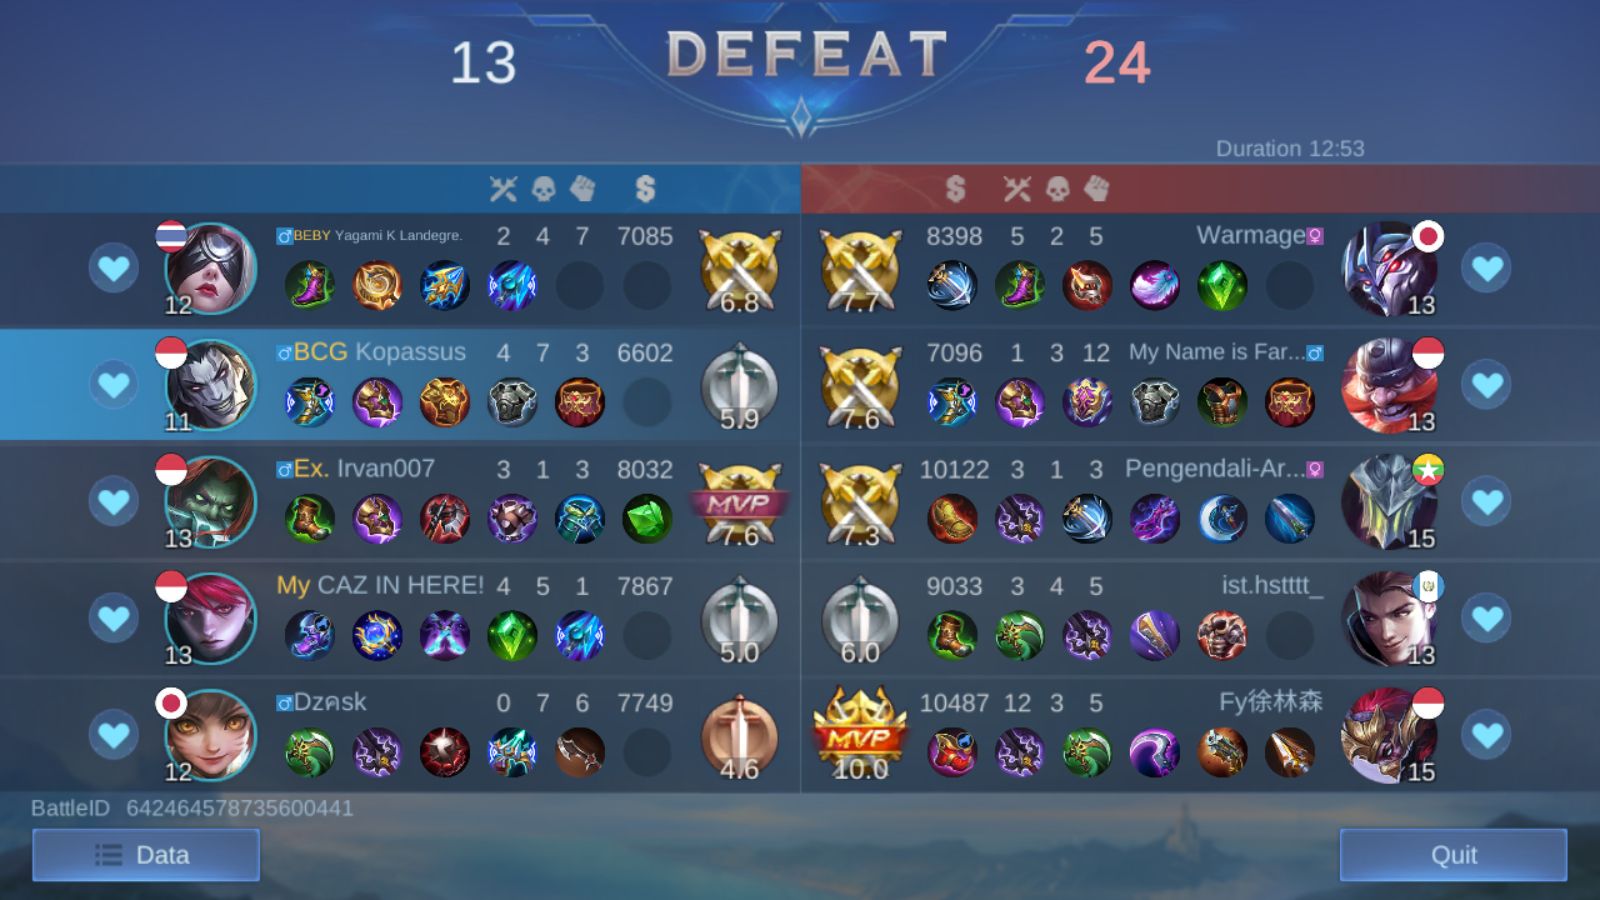 13 DEFEAT 24
Duration 12:53
BEBY Yagami K Landegre. 2 4 7 7085
12 6.8
8398 5 2 5 Warmage
7.7 13
BCG Kopassus 4 7 3 6602
11 5.9
7096 1 3 12 My Name is Far...
7.6 13
Ex. Irvan007 3 1 3 8032
13 MVP 7.6
10122 3 1 3 Pengendali-Ar...
7.3 15
My CAZ IN HERE! 4 5 1 7867
13 5.0
9033 3 4 5 ist.hstttt_
6.0 13
Dzคsk 0 7 6 7749
12 4.6
10487 12 3 5 Fy徐林森
MVP 10.0 15
BattleID 642464578735600441
Data
Quit